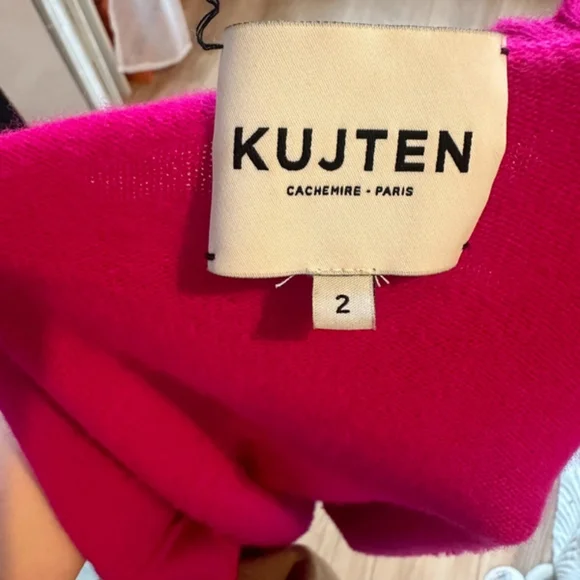 KUJTEN
CACHEMIRE - PARIS
2